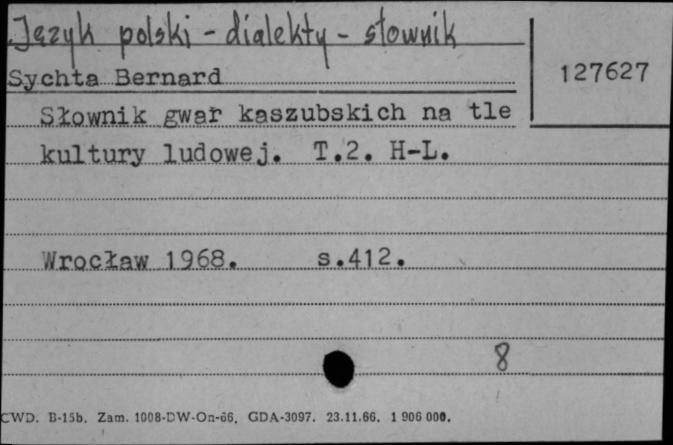 Język polski - dialekty - słownik
Sychta Bernard
127627
Słownik gwar kaszubskich na tle
kultury ludowej. T.2. H-L.
Wrocław 1968. s.412.
8
CWD. B-15b. Zam. 1008-DW-On-66. GDA-3097. 23.11.66. 1 906 000.